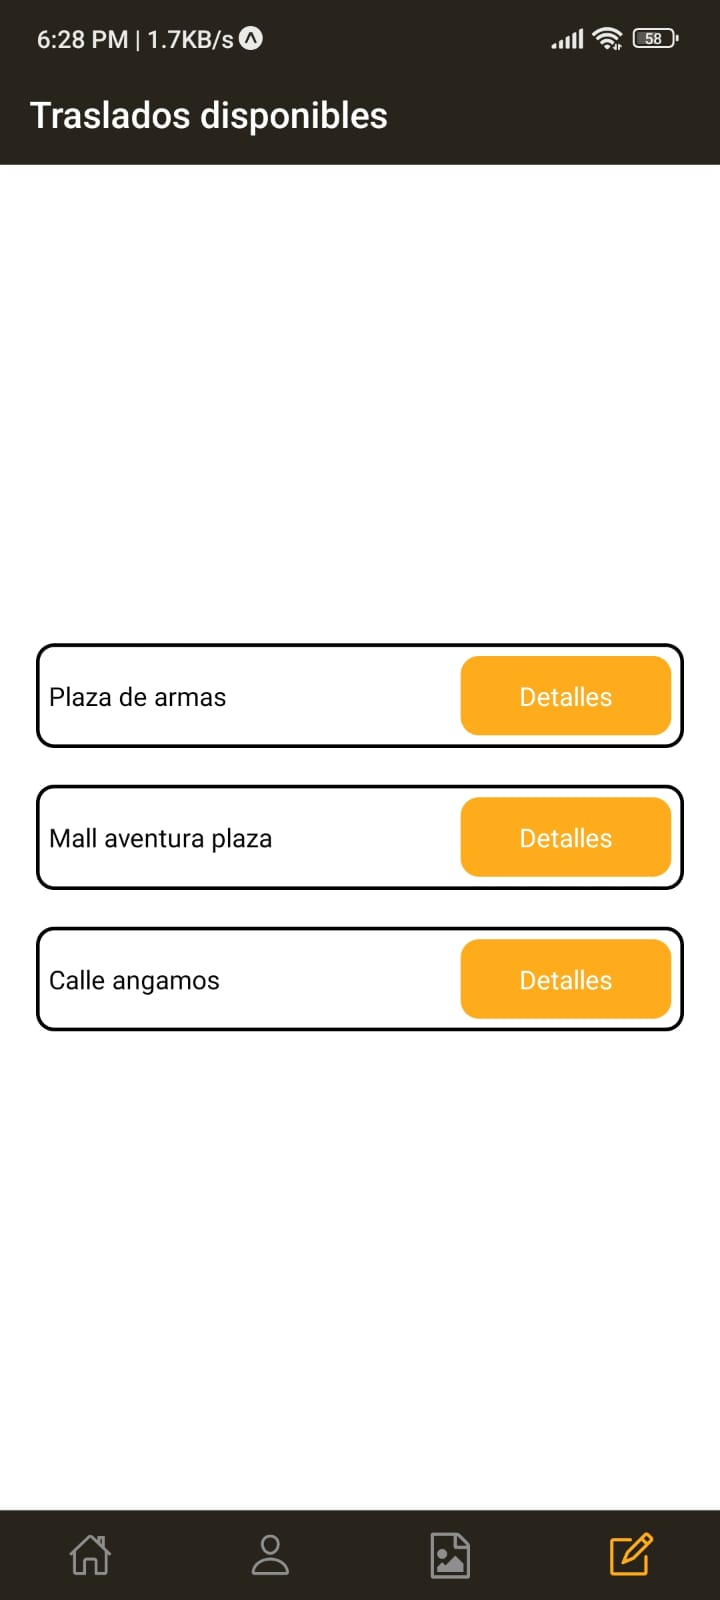 6:28 PM | 1.7KB/s
58
Traslados disponibles
Plaza de armas
Detalles
Mall aventura plaza
Detalles
Calle angamos
Detalles